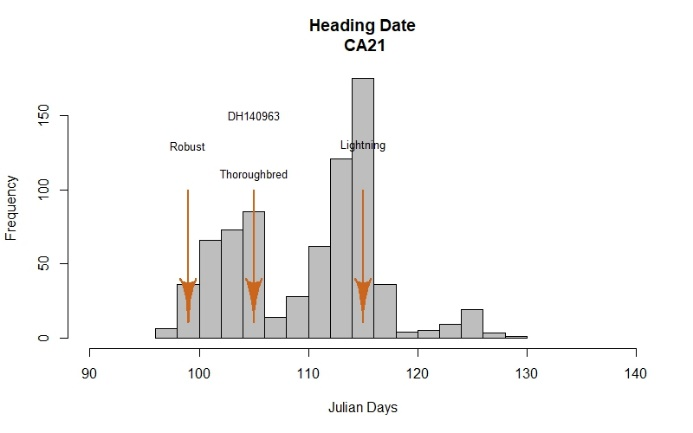 Heading Date
CA21
DH140963
Robust
Lightning
Thoroughbred
Frequency
150
100
50
0
90 100 110 120 130 140
Julian Days